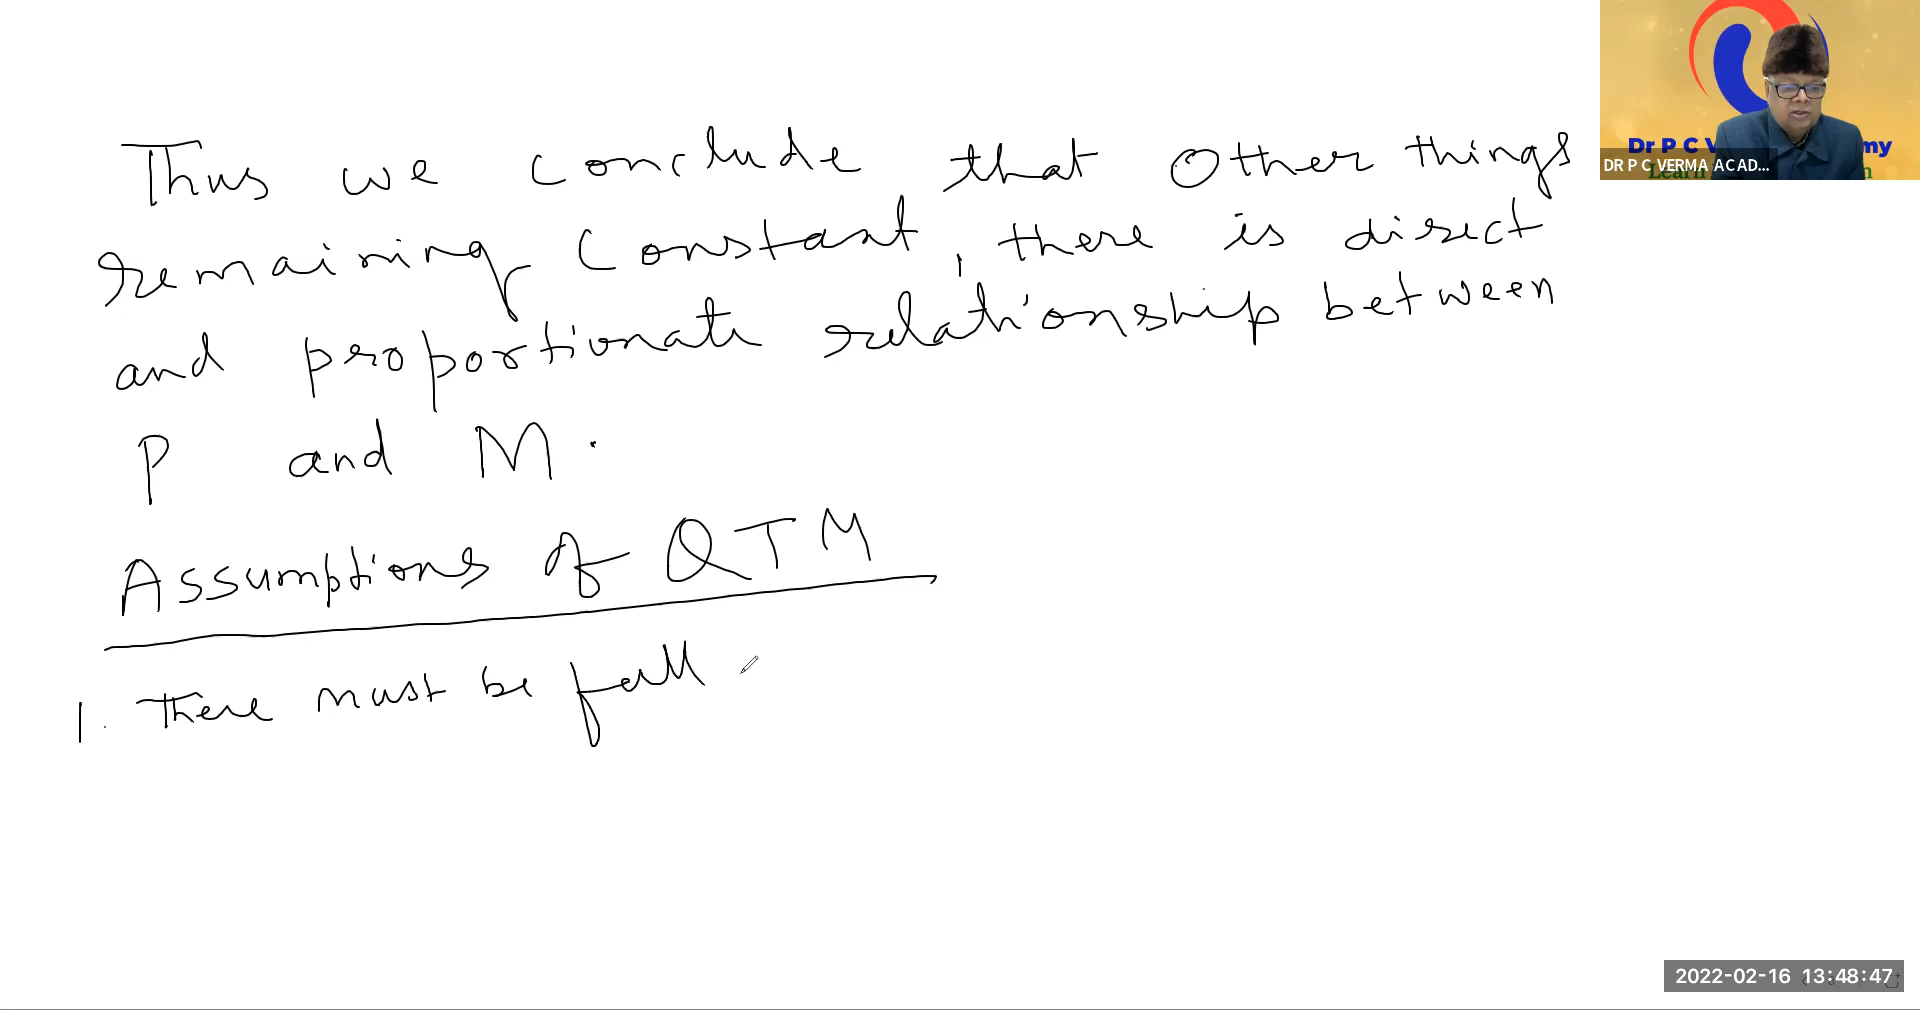 Thus we conclude that other things
remaining constant, there is direct
and proportionate relationship between
P and M.
Assumptions of QTM
1. There must be full
Dr P C V
my
DR P C VERMA ACAD...
Learn
n
2022-02-16 13:48:47